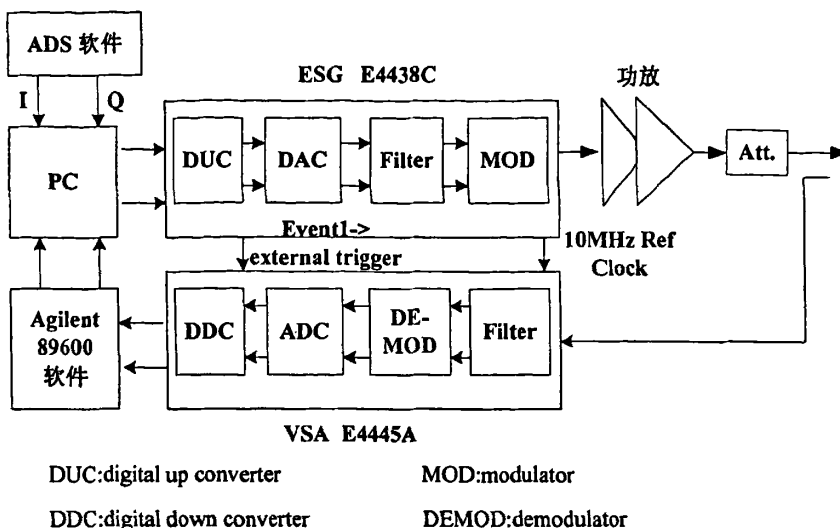 ADS 软件
I
Q
PC
ESG E4438C
DUC
DAC
Filter
MOD
功放
Att.
Event1->
external trigger
10MHz Ref
Clock
Agilent
89600
软件
DDC
ADC
DE-
MOD
Filter
VSA E4445A
DUC:digital up converter
MOD:modulator
DDC:digital down converter
DEMOD:demodulator